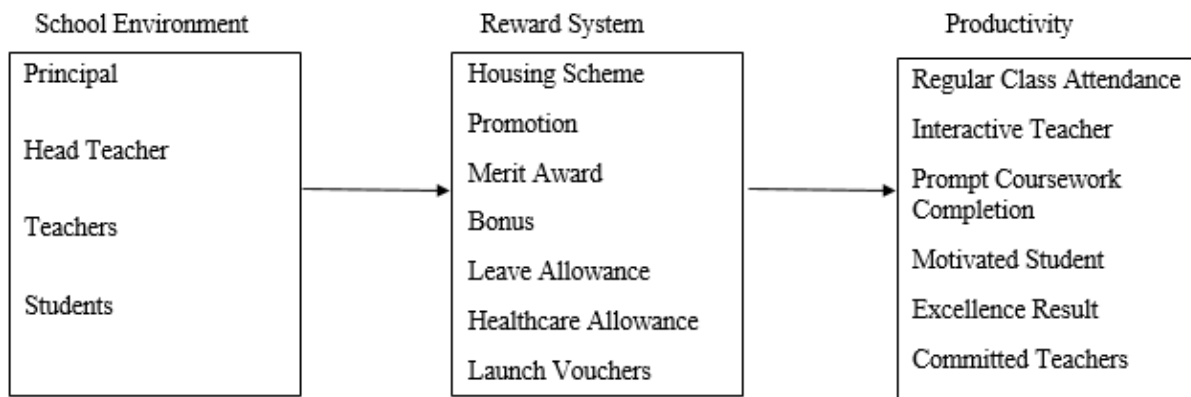 School Environment
Principal
Head Teacher
Teachers
Students
Reward System
Housing Scheme
Promotion
Merit Award
Bonus
Leave Allowance
Healthcare Allowance
Launch Vouchers
Productivity
Regular Class Attendance
Interactive Teacher
Prompt Coursework
Completion
Motivated Student
Excellence Result
Committed Teachers